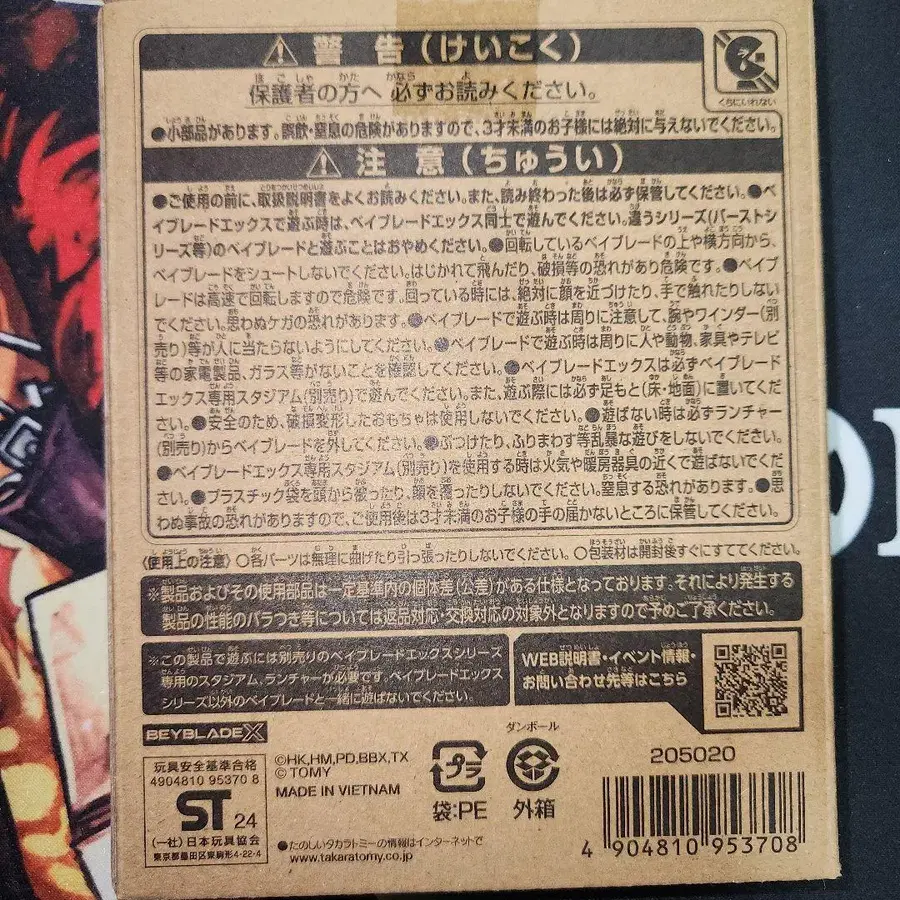 ⚠ 警告(けいこく)
保護者の方へ 必ずお読みください。
くちにいれない
●小部品があります。誤飲・窒息の危険がありますので、3才未満のお子様には絶対に与えないでください。
⚠ 注意(ちゅうい)
●ご使用の前に、取扱説明書をよくお読みください。また、読み終わった後は必ず保管してください。●ベ
イブレードエックスで遊ぶ時は、ベイブレードエックス同士で遊んでください。違うシリーズ(バーストシ
リーズ等)のベイブレードと遊ぶことはおやめください。●回転しているベイブレードの上や横方向から、
ベイブレードをシュートしないでください。はじかれて飛んだり、破損等の恐れがあり危険です。●ベイブ
レードは高速で回転しますので危険です。回っている時には、絶対に顔を近づけたり、手で触れたりしない
でください。思わぬケガの恐れがあります。●ベイブレードで遊ぶ時は周りに注意して、腕やワインダー(別
売り)等が人に当たらないようにしてください。●ベイブレードで遊ぶ時は周りに人や動物、家具やテレビ
等の家電製品、ガラス等がないことを確認してください。●ベイブレードエックスは必ずベイブレード
エックス専用スタジアム(別売り)で遊んでください。また、遊ぶ際には必ず足もと(床・地面)に置いてくだ
さい。●安全のため、破損変形したおもちゃは使用しないでください。●遊ばない時は必ずランチャー
(別売り)からベイブレードを外してください。●ぶつけたり、ふりまわす等乱暴な遊びをしないでください。
●ベイブレードエックス専用スタジアム(別売り)を使用する時は火気や暖房器具の近くで遊ばないでくだ
さい。●プラスチック袋を頭から被ったり、顔を覆ったりしないでください。窒息する恐れがあります。●思
わぬ事故の恐れがありますので、ご使用後は3才未満のお子様の手の届かないところに保管してください。
〈使用上の注意〉○各パーツは無理に曲げたり引っ張ったりしないでください。○包装材は開封後すぐにすててください。
※製品およびその使用部品は一定基準内の個体差(公差)がある仕様となっております。それにより発生する
製品の性能のバラつき等については返品対応・交換対応の対象外となりますので予めご了承ください。
※この製品で遊ぶには別売りのベイブレードエックスシリーズ
専用のスタジアム、ランチャーが必要です。ベイブレードエックス
シリーズ以外のベイブレードと一緒に遊ばないでください。
WEB説明書・イベント情報・
お問い合わせ先等はこちら
BEYBLADE X
玩具安全基準合格
4904810 95370 8
ST 24
(一社)日本玩具協会
東京都墨田区東駒形4-22-4
©HK,HM,PD,BBX,TX
© TOMY
MADE IN VIETNAM
プラ
袋:PE
ダンボール
外箱
●たのしいタカラトミーの情報はインターネットで
www.takaratomy.co.jp
205020
4 904810 953708